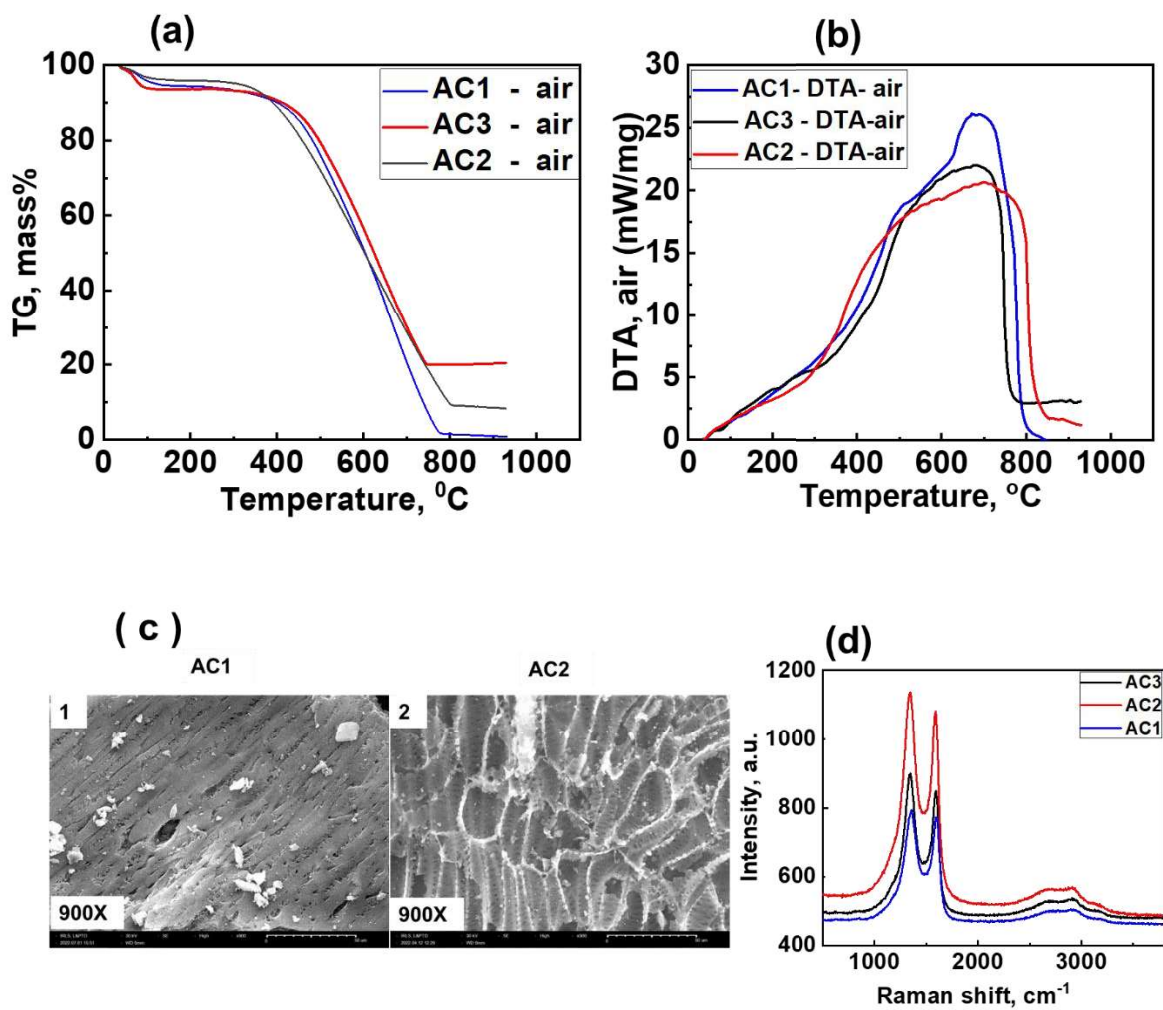 (a)
100
80
60
40
20
0
TG, mass%
AC1 - air
AC3 - air
AC2 - air
0 200 400 600 800 1000
Temperature, ⁰C
(b)
30
25
20
15
10
5
0
DTA, air (mW/mg)
AC1- DTA- air
AC3 - DTA-air
AC2 - DTA-air
0 200 400 600 800 1000
Temperature, °C
( c )
AC1
1
900X
AC2
2
900X
(d)
1200
1000
800
600
400
Intensity, a.u.
AC3
AC2
AC1
1000 2000 3000
Raman shift, cm⁻¹